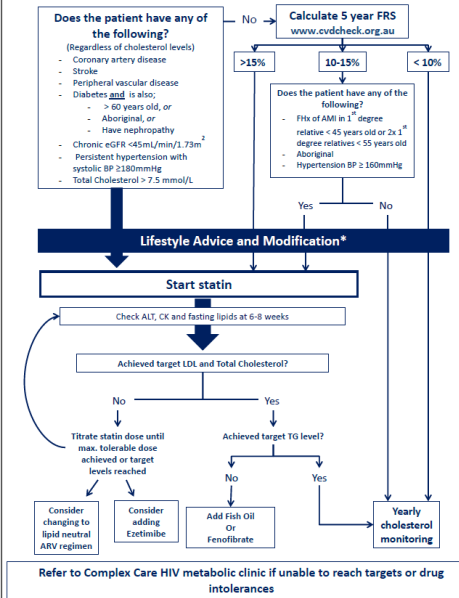 Does the patient have any of
the following?
(Regardless of cholesterol levels)
- Coronary artery disease
- Stroke
- Peripheral vascular disease
- Diabetes and is also;
- > 60 years old, or
- Aboriginal, or
- Have nephropathy
- Chronic eGFR <45mL/min/1.73m2
- Persistent hypertension with
systolic BP ≥180mmHg
- Total Cholesterol > 7.5 mmol/L
No
Calculate 5 year FRS
www.cvdcheck.org.au
>15%
10-15%
< 10%
Does the patient have any of the
following?
- FHx of AMI in 1st degree
relative < 45 years old or 2x 1st
degree relatives < 55 years old
- Aboriginal
- Hypertension BP ≥ 160mmHg
Yes
No
Lifestyle Advice and Modification*
Start statin
Check ALT, CK and fasting lipids at 6-8 weeks
Achieved target LDL and Total Cholesterol?
No
Yes
Titrate statin dose until
max. tolerable dose
achieved or target
levels reached
Achieved target TG level?
No
Yes
Consider
changing to
lipid neutral
ARV regimen
Consider
adding
Ezetimibe
Add Fish Oil
Or
Fenofibrate
Yearly
cholesterol
monitoring
Refer to Complex Care HIV metabolic clinic if unable to reach targets or drug
intolerances